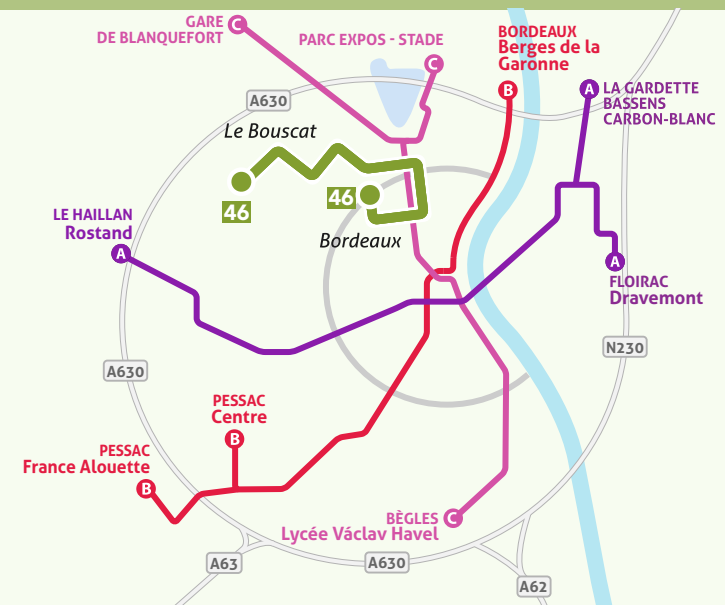 GARE
DE BLANQUEFORT
C
PARC EXPOS - STADE
C
BORDEAUX
Berges de la
Garonne
B
A
LA GARDETTE
BASSENS
CARBON-BLANC
A630
Le Bouscat
46
46
Bordeaux
LE HAILLAN
Rostand
A
A
FLOIRAC
Dravemont
N230
A630
PESSAC
Centre
B
PESSAC
France Alouette
B
BÈGLES
Lycée Václav Havel
C
A63
A630
A62